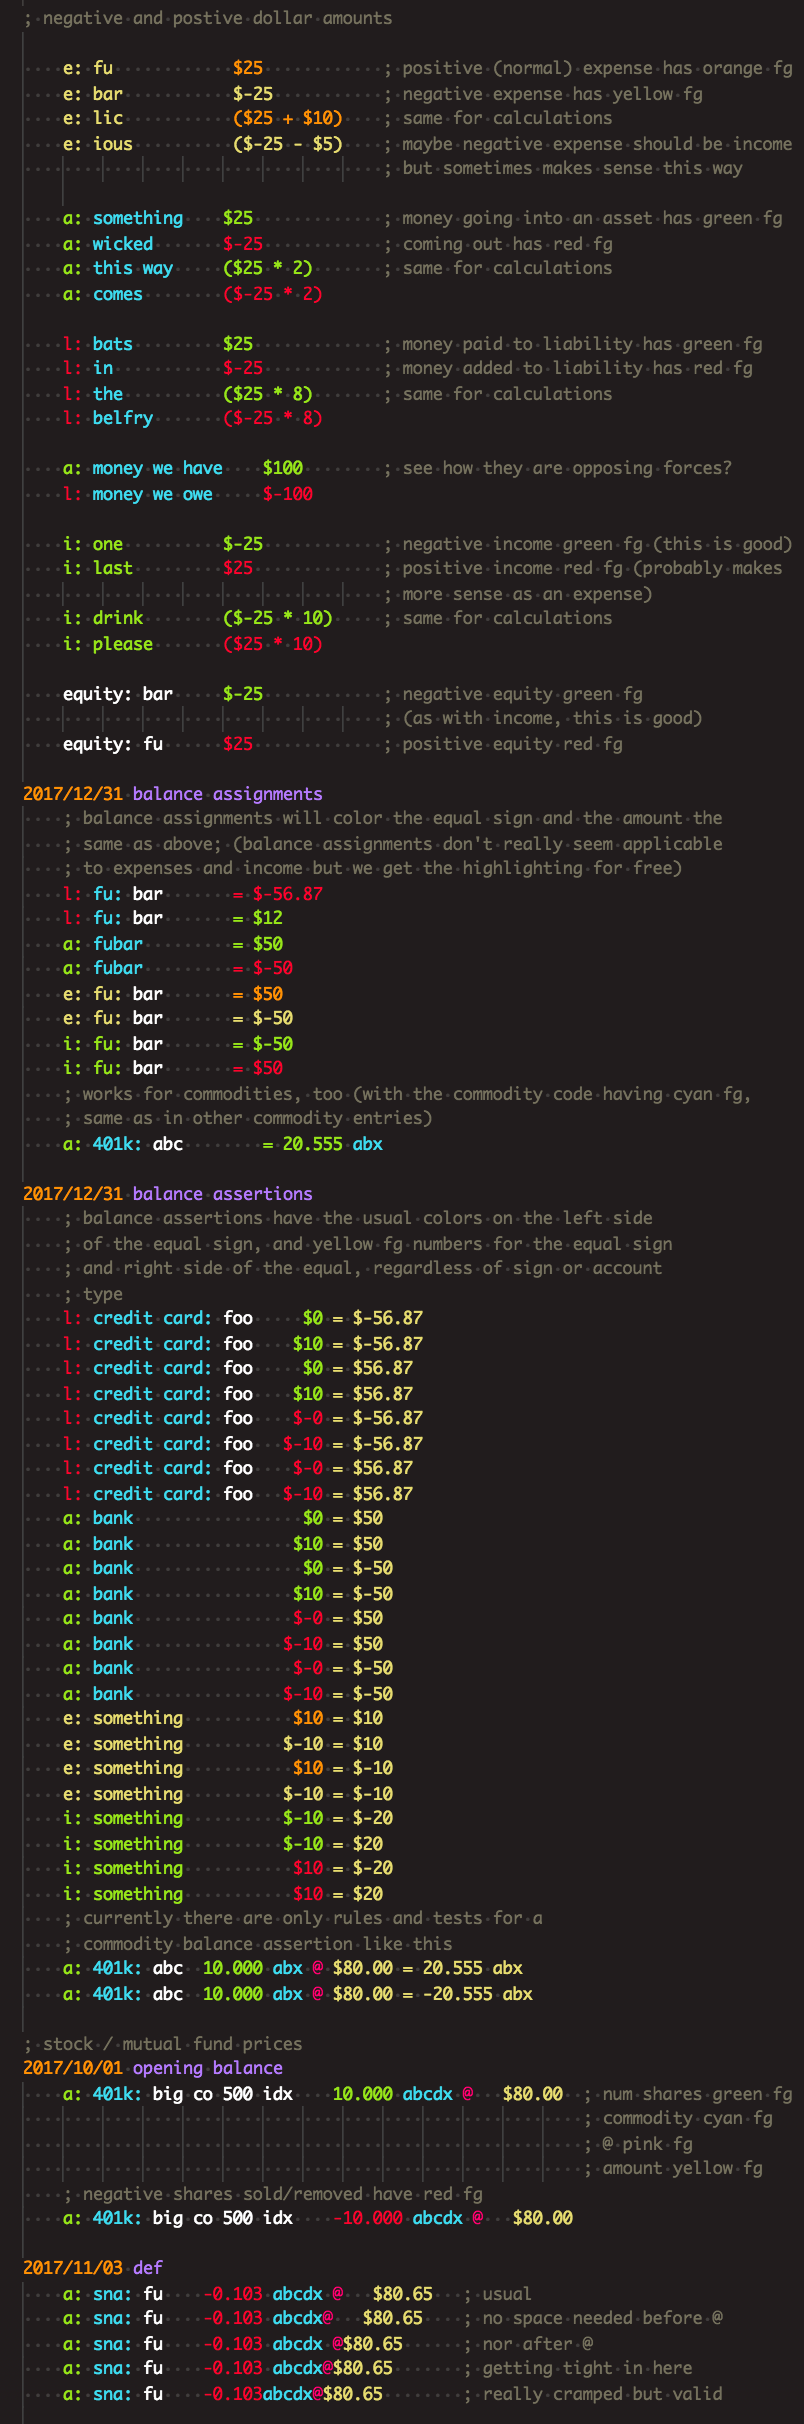 ; negative and postive dollar amounts
e: fu $25 ; positive (normal) expense has orange fg
e: bar $-25 ; negative expense has yellow fg
e: lic ($25 + $10) ; same for calculations
e: ious ($-25 - $5) ; maybe negative expense should be income
; but sometimes makes sense this way
a: something $25 ; money going into an asset has green fg
a: wicked $-25 ; coming out has red fg
a: this way ($25 * 2) ; same for calculations
a: comes ($-25 * 2)
l: bats $25 ; money paid to liability has green fg
l: in $-25 ; money added to liability has red fg
l: the ($25 * 8) ; same for calculations
l: belfry ($-25 * 8)
a: money we have $100 ; see how they are opposing forces?
l: money we owe $-100
i: one $-25 ; negative income green fg (this is good)
i: last $25 ; positive income red fg (probably makes
; more sense as an expense)
i: drink ($-25 * 10) ; same for calculations
i: please ($25 * 10)
equity: bar $-25 ; negative equity green fg
; (as with income, this is good)
equity: fu $25 ; positive equity red fg
2017/12/31 balance assignments
; balance assignments will color the equal sign and the amount the
; same as above; (balance assignments don't really seem applicable
; to expenses and income but we get the highlighting for free)
l: fu: bar = $-56.87
l: fu: bar = $12
a: fubar = $50
a: fubar = $-50
e: fu: bar = $50
e: fu: bar = $-50
i: fu: bar = $-50
i: fu: bar = $50
; works for commodities, too (with the commodity code having cyan fg,
; same as in other commodity entries)
a: 401k: abc = 20.555 abx
2017/12/31 balance assertions
; balance assertions have the usual colors on the left side
; of the equal sign, and yellow fg numbers for the equal sign
; and right side of the equal, regardless of sign or account
; type
l: credit card: foo $0 = $-56.87
l: credit card: foo $10 = $-56.87
l: credit card: foo $0 = $56.87
l: credit card: foo $10 = $56.87
l: credit card: foo $-0 = $-56.87
l: credit card: foo $-10 = $-56.87
l: credit card: foo $-0 = $56.87
l: credit card: foo $-10 = $56.87
a: bank $0 = $50
a: bank $10 = $50
a: bank $0 = $-50
a: bank $10 = $-50
a: bank $-0 = $50
a: bank $-10 = $50
a: bank $-0 = $-50
a: bank $-10 = $-50
e: something $10 = $10
e: something $-10 = $10
e: something $10 = $-10
e: something $-10 = $-10
i: something $-10 = $-20
i: something $-10 = $20
i: something $10 = $-20
i: something $10 = $20
; currently there are only rules and tests for a
; commodity balance assertion like this
a: 401k: abc 10.000 abx @ $80.00 = 20.555 abx
a: 401k: abc 10.000 abx @ $80.00 = -20.555 abx
; stock / mutual fund prices
2017/10/01 opening balance
a: 401k: big co 500 idx 10.000 abcdx @ $80.00 ; num shares green fg
; commodity cyan fg
; @ pink fg
; amount yellow fg
; negative shares sold/removed have red fg
a: 401k: big co 500 idx -10.000 abcdx @ $80.00
2017/11/03 def
a: sna: fu -0.103 abcdx @ $80.65 ; usual
a: sna: fu -0.103 abcdx@ $80.65 ; no space needed before @
a: sna: fu -0.103 abcdx @$80.65 ; nor after @
a: sna: fu -0.103 abcdx@$80.65 ; getting tight in here
a: sna: fu -0.103abcdx@$80.65 ; really cramped but valid